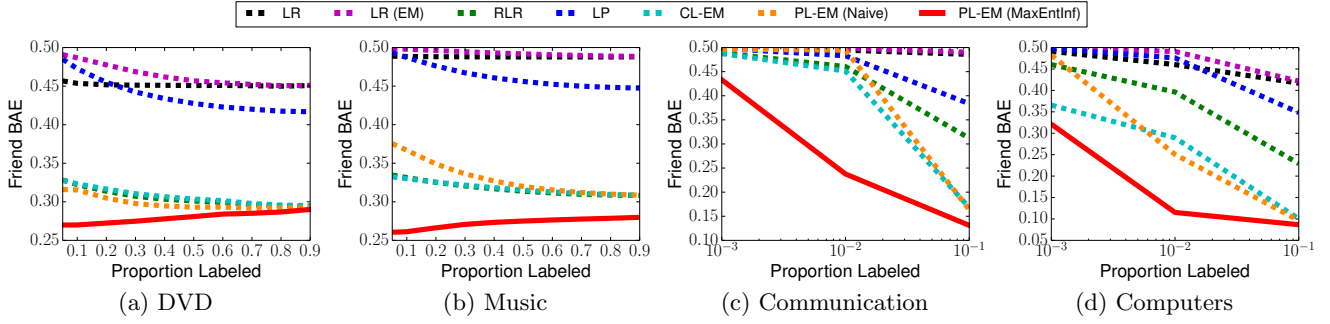 LR LR (EM) RLR LP CL-EM PL-EM (Naive) PL-EM (MaxEntInf)
0.50
0.45
0.40
0.35
0.30
0.25
Friend BAE
0.1 0.2 0.3 0.4 0.5 0.6 0.7 0.8 0.9
Proportion Labeled
(a) DVD
0.50
0.45
0.40
0.35
0.30
0.25
Friend BAE
0.1 0.2 0.3 0.4 0.5 0.6 0.7 0.8 0.9
Proportion Labeled
(b) Music
0.50
0.45
0.40
0.35
0.30
0.25
0.20
0.15
0.10
Friend BAE
10⁻³ 10⁻² 10⁻¹
Proportion Labeled
(c) Communication
0.50
0.45
0.40
0.35
0.30
0.25
0.20
0.15
0.10
0.05
Friend BAE
10⁻³ 10⁻² 10⁻¹
Proportion Labeled
(d) Computers